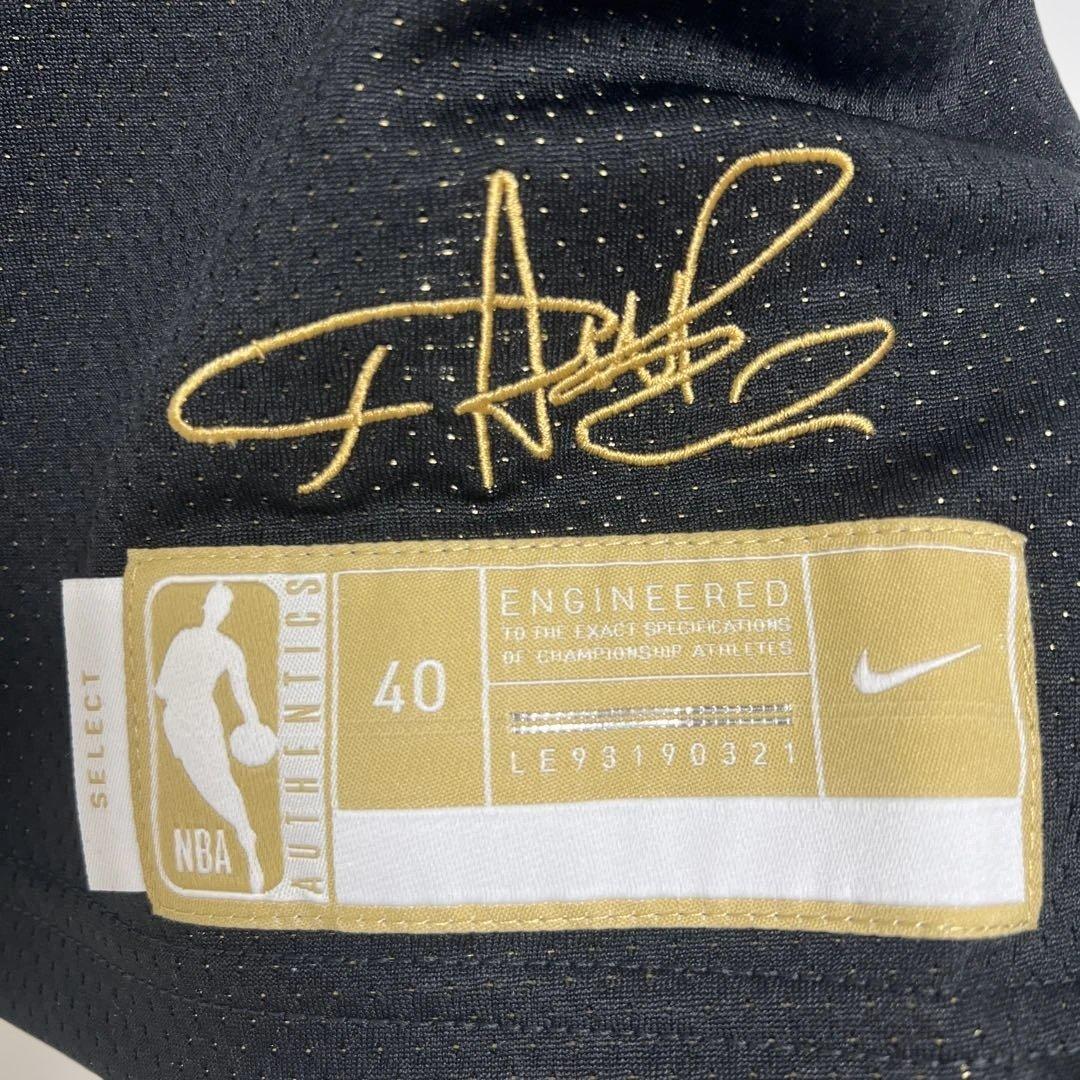 SELECT
NBA
AUTHENTICS
40
ENGINEERED
TO THE EXACT SPECIFICATIONS
OF CHAMPIONSHIP ATHLETES
LE93190321